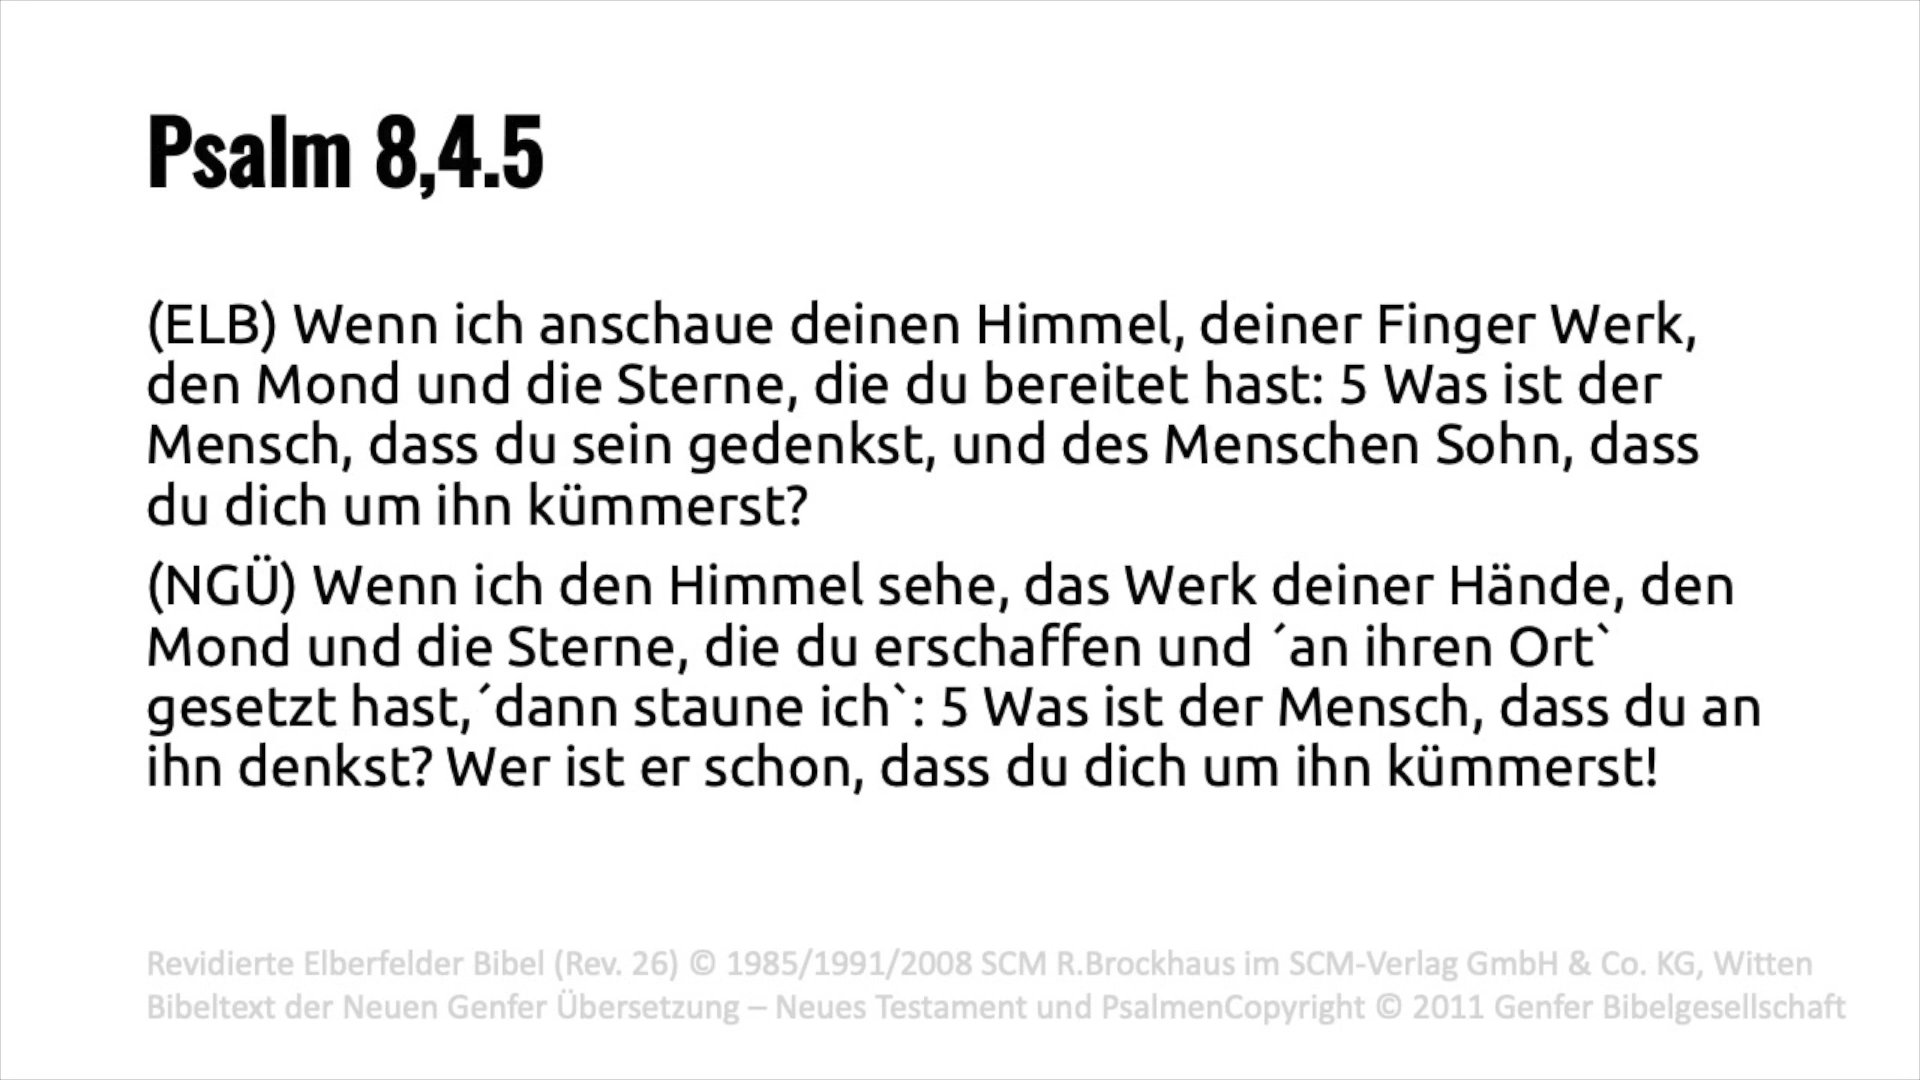 Psalm 8,4.5
(ELB) Wenn ich anschaue deinen Himmel, deiner Finger Werk,
den Mond und die Sterne, die du bereitet hast: 5 Was ist der
Mensch, dass du sein gedenkst, und des Menschen Sohn, dass
du dich um ihn kümmerst?
(NGÜ) Wenn ich den Himmel sehe, das Werk deiner Hände, den
Mond und die Sterne, die du erschaffen und ´an ihren Ort`
gesetzt hast,´dann staune ich`: 5 Was ist der Mensch, dass du an
ihn denkst? Wer ist er schon, dass du dich um ihn kümmerst!
Revidierte Elberfelder Bibel (Rev. 26) © 1985/1991/2008 SCM R.Brockhaus im SCM-Verlag GmbH & Co. KG, Witten
Bibeltext der Neuen Genfer Übersetzung – Neues Testament und PsalmenCopyright © 2011 Genfer Bibelgesellschaft